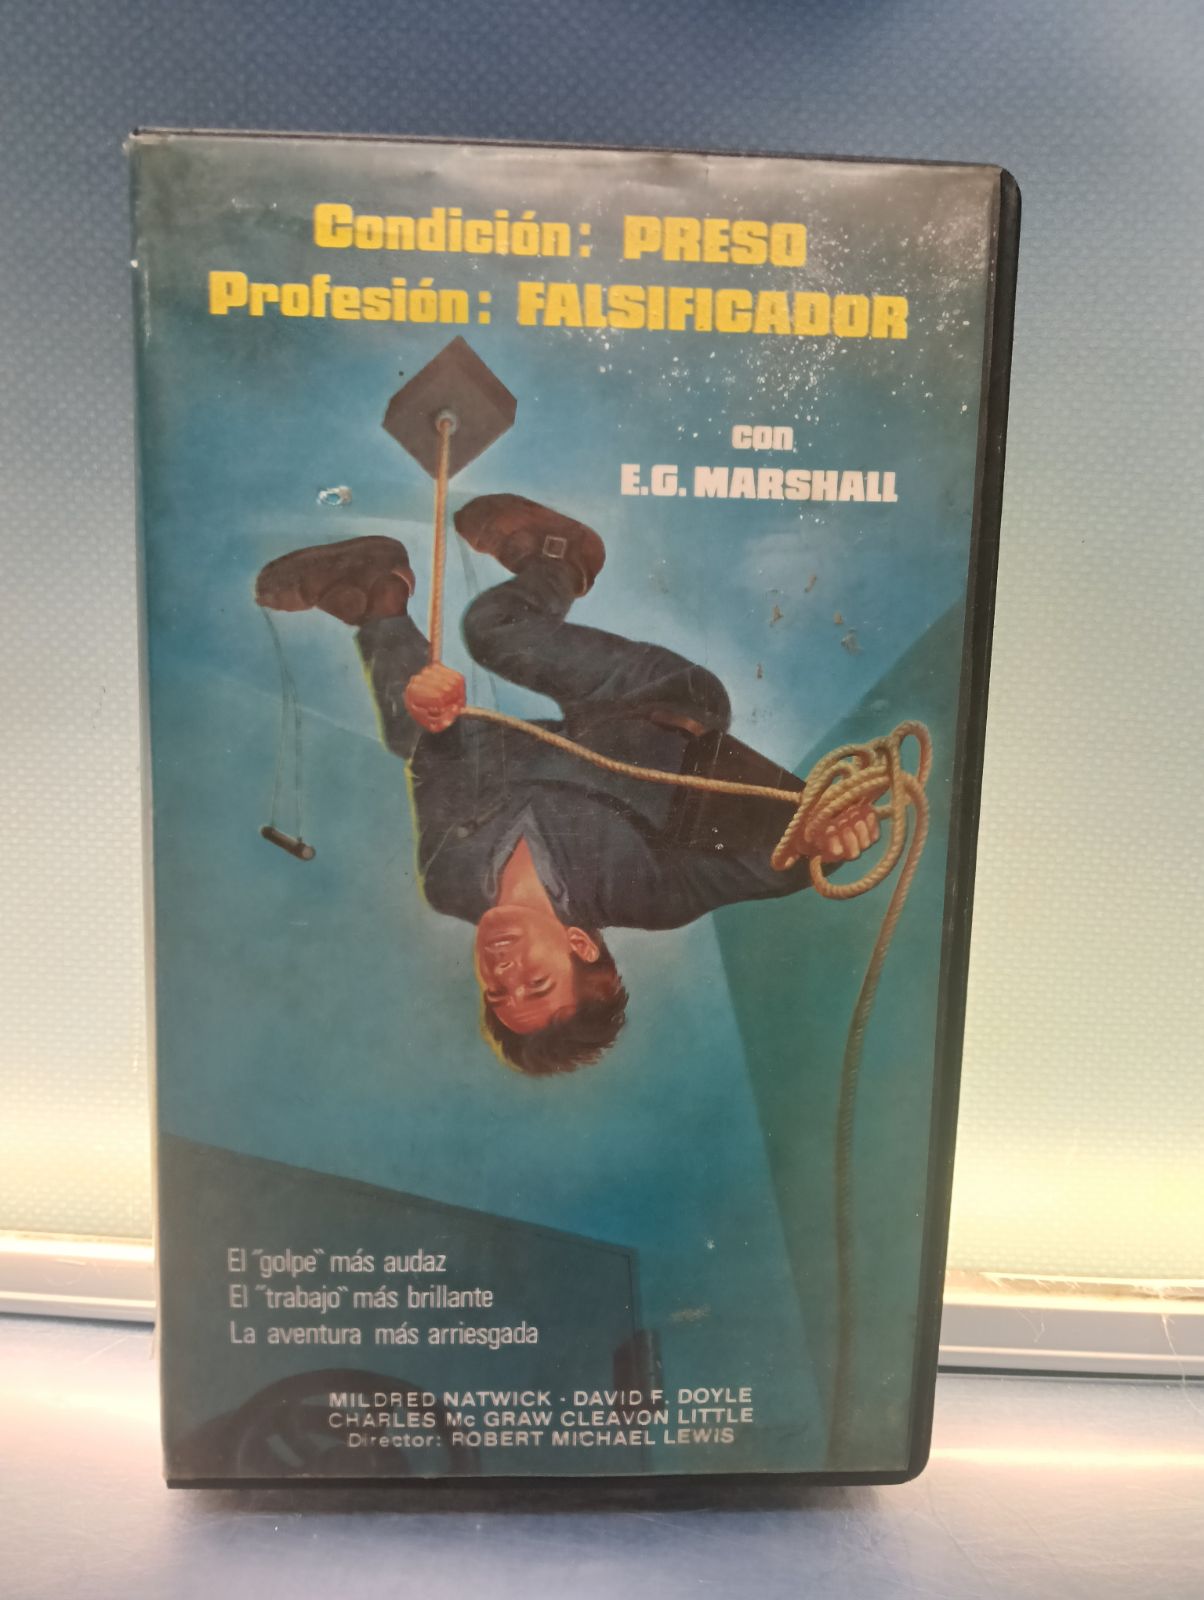 Condición: PRESO
Profesión: FALSIFICADOR
con
E.G. MARSHALL
El "golpe" más audaz
El "trabajo" más brillante
La aventura más arriesgada
MILDRED NATWICK - DAVID F. DOYLE
CHARLES Mc GRAW CLEAVON LITTLE
Director: ROBERT MICHAEL LEWIS